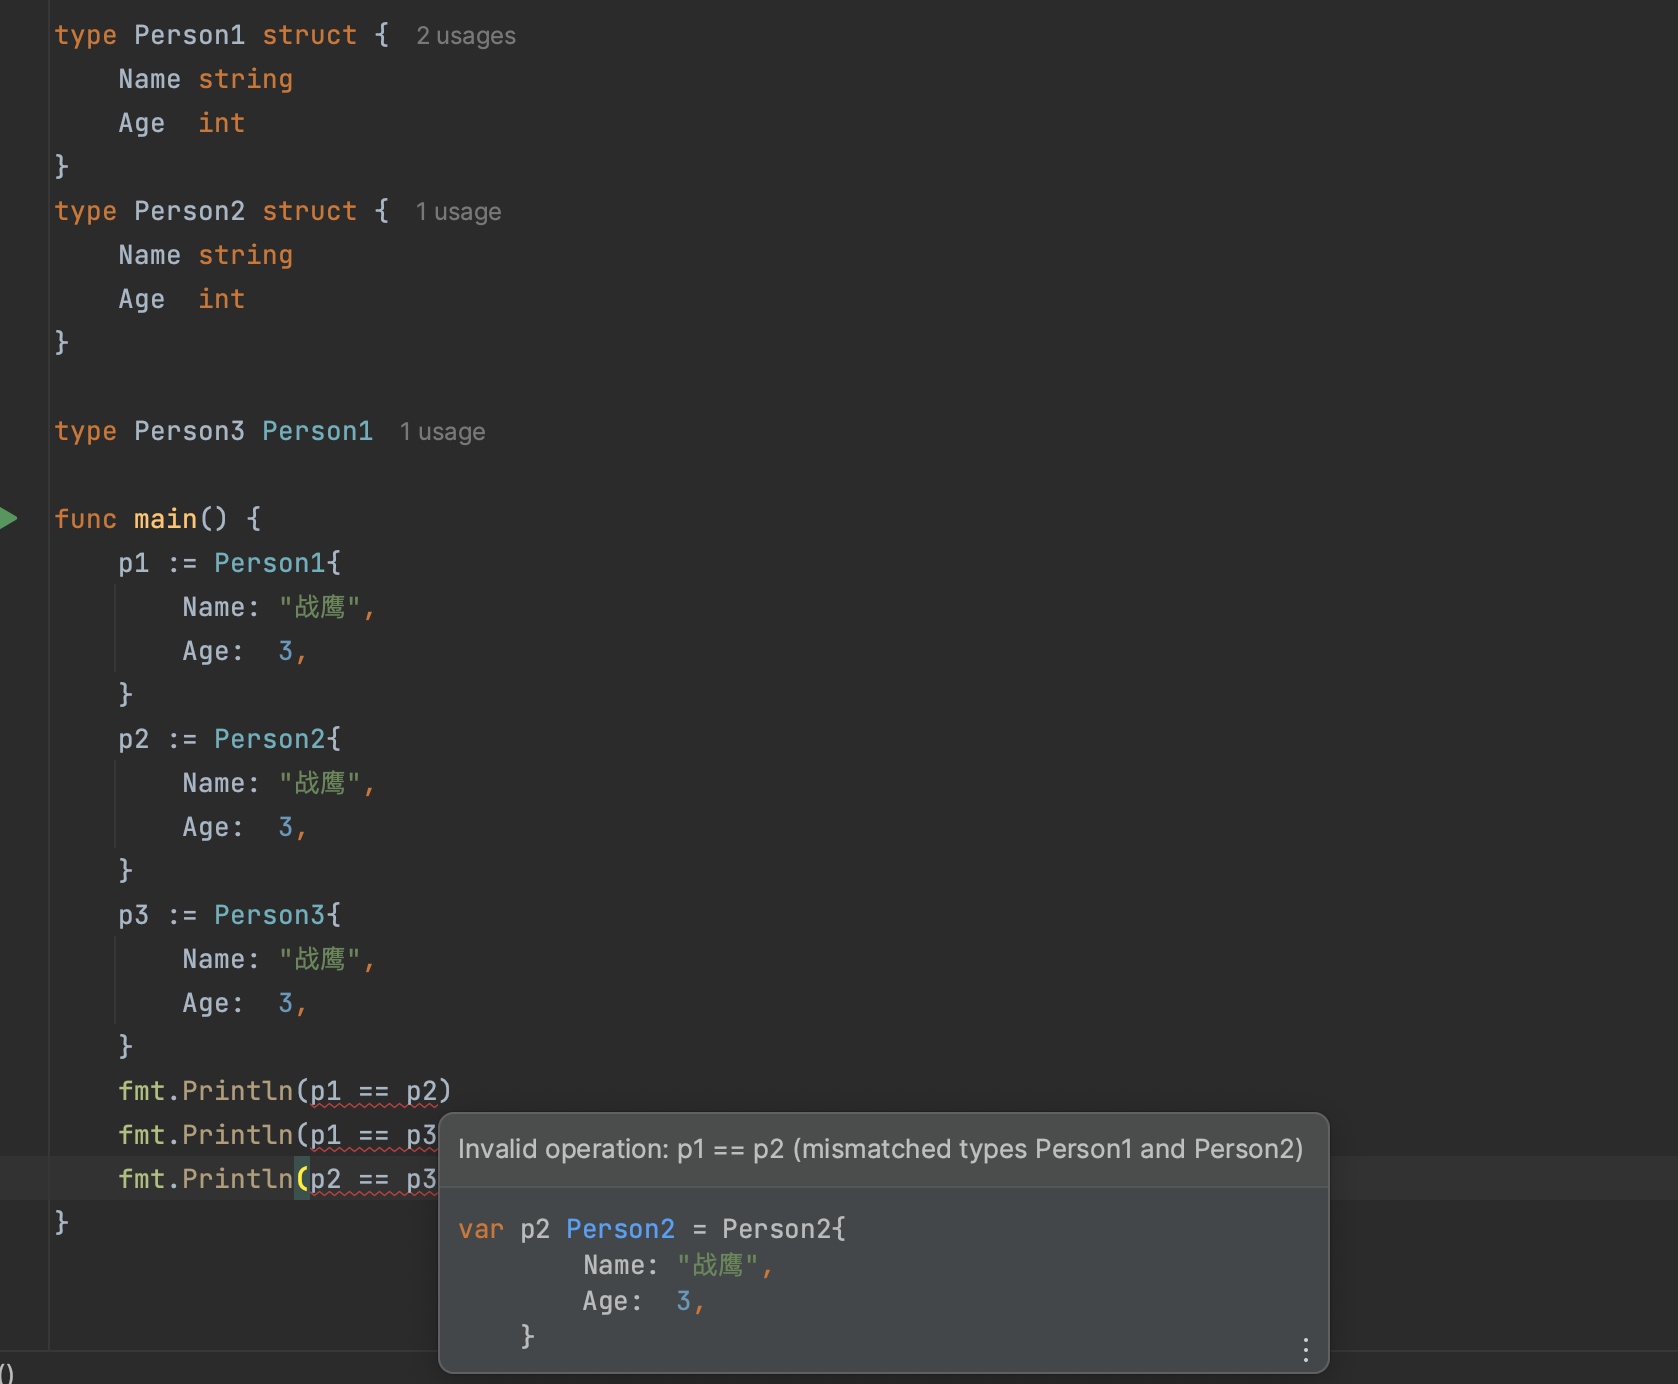 type Person1 struct { 2 usages
    Name string
    Age  int
}
type Person2 struct { 1 usage
    Name string
    Age  int
}
type Person3 Person1 1 usage
func main() {
    p1 := Person1{
        Name: "战鹰",
        Age:  3,
    }
    p2 := Person2{
        Name: "战鹰",
        Age:  3,
    }
    p3 := Person3{
        Name: "战鹰",
        Age:  3,
    }
    fmt.Println(p1 == p2)
    fmt.Println(p1 == p3
    fmt.Println(p2 == p3
}
Invalid operation: p1 == p2 (mismatched types Person1 and Person2)
var p2 Person2 = Person2{
        Name: "战鹰",
        Age:  3,
    }
()